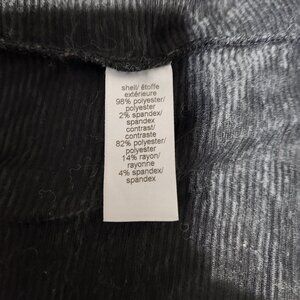 shell/ étoffe
extérieure
98% polyester/
polyester
2% spandex/
spandex
contrast/
contraste
82% polyester/
polyester
14% rayon/
rayonne
4% spandex/
spandex